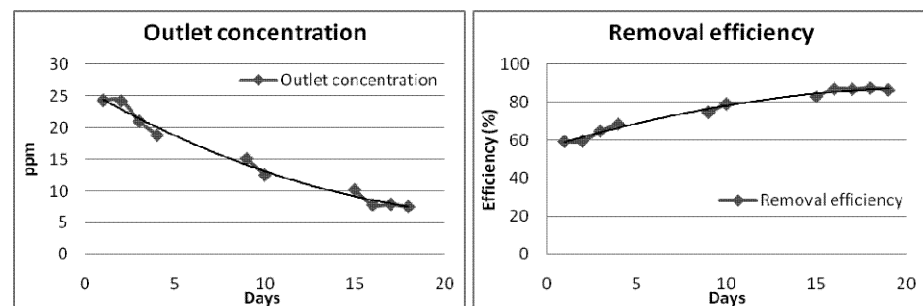 Outlet concentration
30
25
20
15
10
5
0
ppm
Outlet concentration
0 5 10 15 20
Days
Removal efficiency
100
80
60
40
20
0
Efficiency (%)
Removal efficiency
0 5 10 15 20
Days